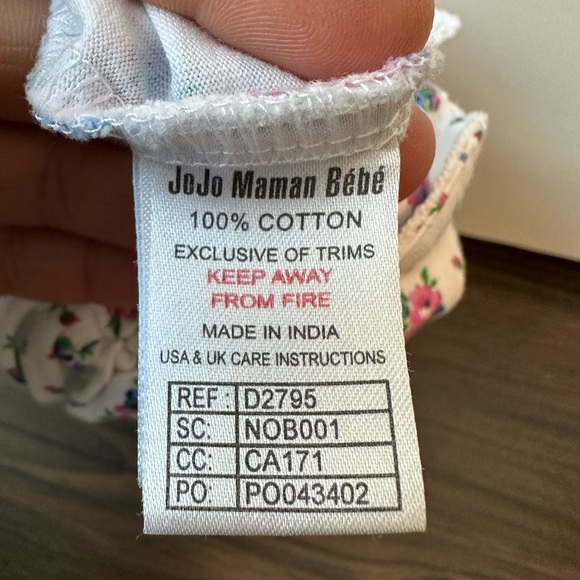 JoJo Maman Bébé
100% COTTON
EXCLUSIVE OF TRIMS
KEEP AWAY
FROM FIRE
MADE IN INDIA
USA & UK CARE INSTRUCTIONS
REF : D2795
SC: NOB001
CC: CA171
PO: PO043402